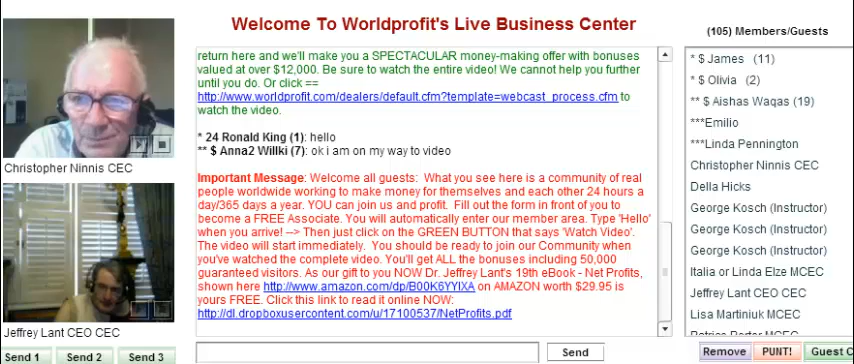 Welcome To Worldprofit's Live Business Center
return here and we'll make you a SPECTACULAR money-making offer with bonuses
valued at over $12,000. Be sure to watch the entire video! We cannot help you further
until you do. Or click ==
http://www.worldprofit.com/dealers/default.cfm?template=webcast_process.cfm to
watch the video.
* 24 Ronald King (1): hello
** $ Anna2 Willki (7): ok i am on my way to video
Important Message: Welcome all guests:  What you see here is a community of real
people worldwide working to make money for themselves and each other 24 hours a
day/365 days a year. YOU can join us and profit.  Fill out the form in front of you to
become a FREE Associate. You will automatically enter our member area. Type 'Hello'
when you arrive! --> Then just click on the GREEN BUTTON that says 'Watch Video'.
The video will start immediately.  You should be ready to join our Community when
you've watched the complete video. You'll get ALL the bonuses including 50,000
guaranteed visitors. As our gift to you NOW Dr. Jeffrey Lant's 19th eBook - Net Profits,
shown here http://www.amazon.com/dp/B00K6YYIXA on AMAZON worth $29.95 is
yours FREE. Click this link to read it online NOW:
http://dl.dropboxusercontent.com/u/17100537/NetProfits.pdf
Send
Christopher Ninnis CEC
Jeffrey Lant CEO CEC
Send 1
Send 2
Send 3
(105) Members/Guests
* $ James (11)
* $ Olivia (2)
** $ Aishas Waqas (19)
***Emilio
***Linda Pennington
Christopher Ninnis CEC
Della Hicks
George Kosch (Instructor)
George Kosch (Instructor)
George Kosch (Instructor)
Italia or Linda Elze MCEC
Jeffrey Lant CEO CEC
Lisa Martiniuk MCEC
Remove
PUNT!
Guest C